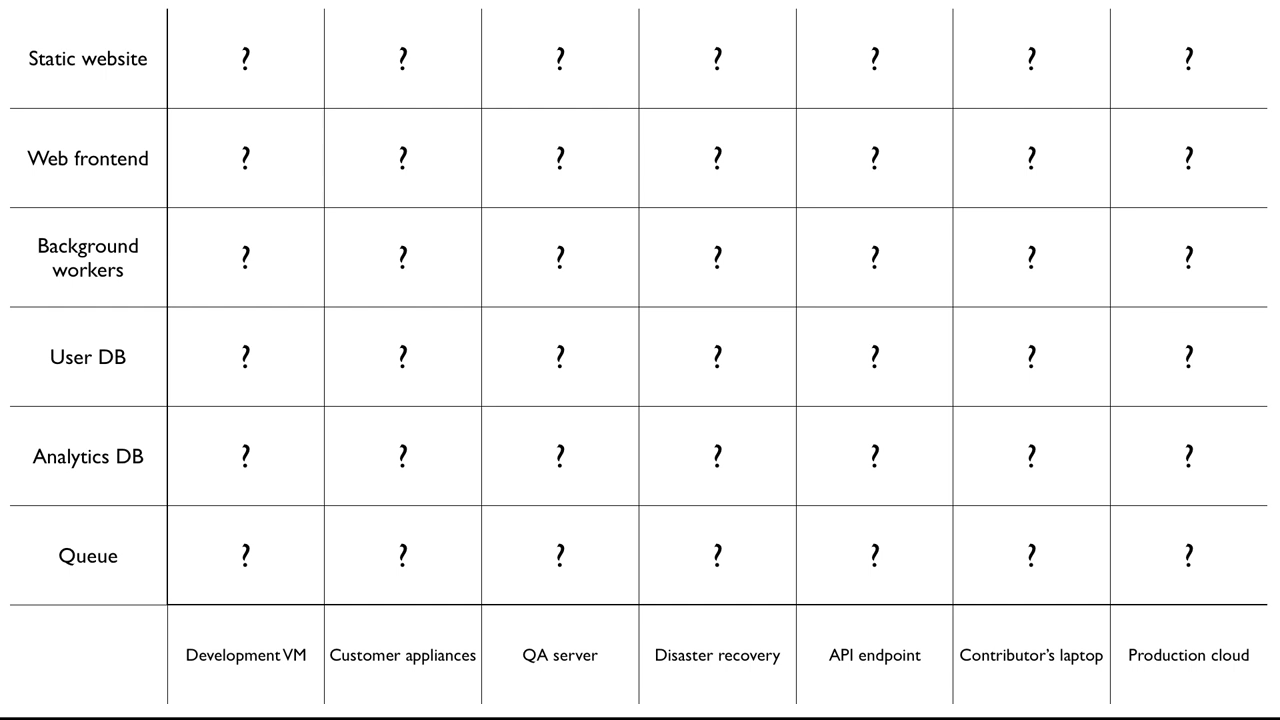 Static website ? ? ? ? ? ? ?
Web frontend ? ? ? ? ? ? ?
Background
workers ? ? ? ? ? ? ?
User DB ? ? ? ? ? ? ?
Analytics DB ? ? ? ? ? ? ?
Queue ? ? ? ? ? ? ?
Development VM Customer appliances QA server Disaster recovery API endpoint Contributor’s laptop Production cloud